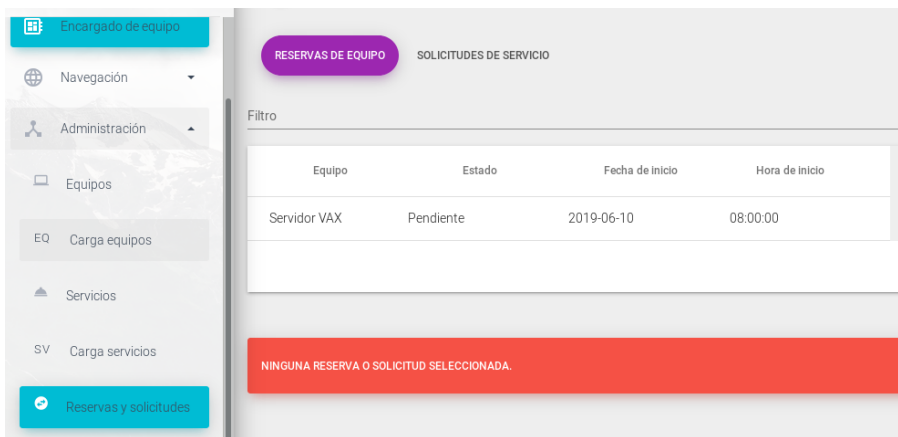 Encargado de equipo
Navegación
Administración
Equipos
EQ Carga equipos
Servicios
SV Carga servicios
Reservas y solicitudes
RESERVAS DE EQUIPO SOLICITUDES DE SERVICIO
Filtro
Equipo Estado Fecha de inicio Hora de inicio
Servidor VAX Pendiente 2019-06-10 08:00:00
NINGUNA RESERVA O SOLICITUD SELECCIONADA.